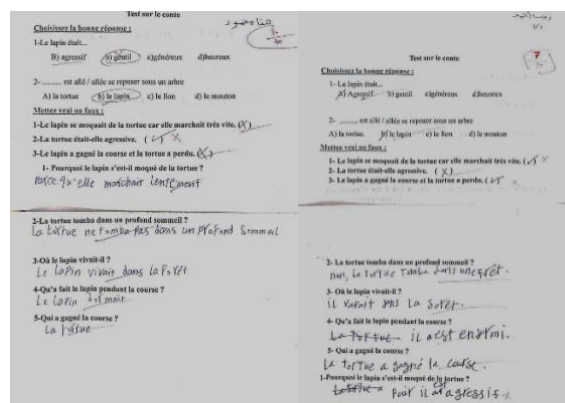 Test sur le conte
Choisissez la bonne réponse :
1-Le lapin était...
B) agressif b) gentil c)généreux d)heureux
2- ......... est allé / allée se reposer sous un arbre
A) la tortue b) le lapin c) le lion d) le mouton
Mettez vrai ou faux :
1-Le lapin se moquait de la tortue car elle marchait très vite. (X)
2-La tortue était-elle agressive. ( ) X
3-Le lapin a gagné la course et la tortue a perdu. (X)
1- Pourquoi le lapin s'est-il moqué de la tortue ?
Parce qu'elle marchait lentement
2-La tortue tomba dans un profond sommeil ?
La tortue ne tomba pas dans un profond Sommeil
3-Où le lapin vivait-il ?
Le lapin vivait dans la Forêt
4-Qu'a fait le lapin pendant la course ?
Le lapin dormait
5-Qui a gagné la course ?
La tortue
Test sur le conte
7
Choisissez la bonne réponse :
1- Le lapin était...
A) Agressif b) gentil c)généreux d)heureux
2- ......... est allé / allée se reposer sous un arbre
A) la tortue b) le lapin c) le lion d) le mouton
Mettez vrai ou faux :
1- Le lapin se moquait de la tortue car elle marchait très vite. ( ) X
2- La tortue était-elle agressive. (X)
3- Le lapin a gagné la course et la tortue a perdu. ( ) X
2- La tortue tomba dans un profond sommeil ?
non, la tortue tomba dans
3- Où le lapin vivait-il ?
il vivait
4- Qu'a fait le lapin pendant la course ?
La tortue il a est endormi.
5- Qui a gagné la course ?
La tortue a gagné la course.
1-Pourquoi le lapin s'est-il moqué de la tortue ?
Pour il est agressif